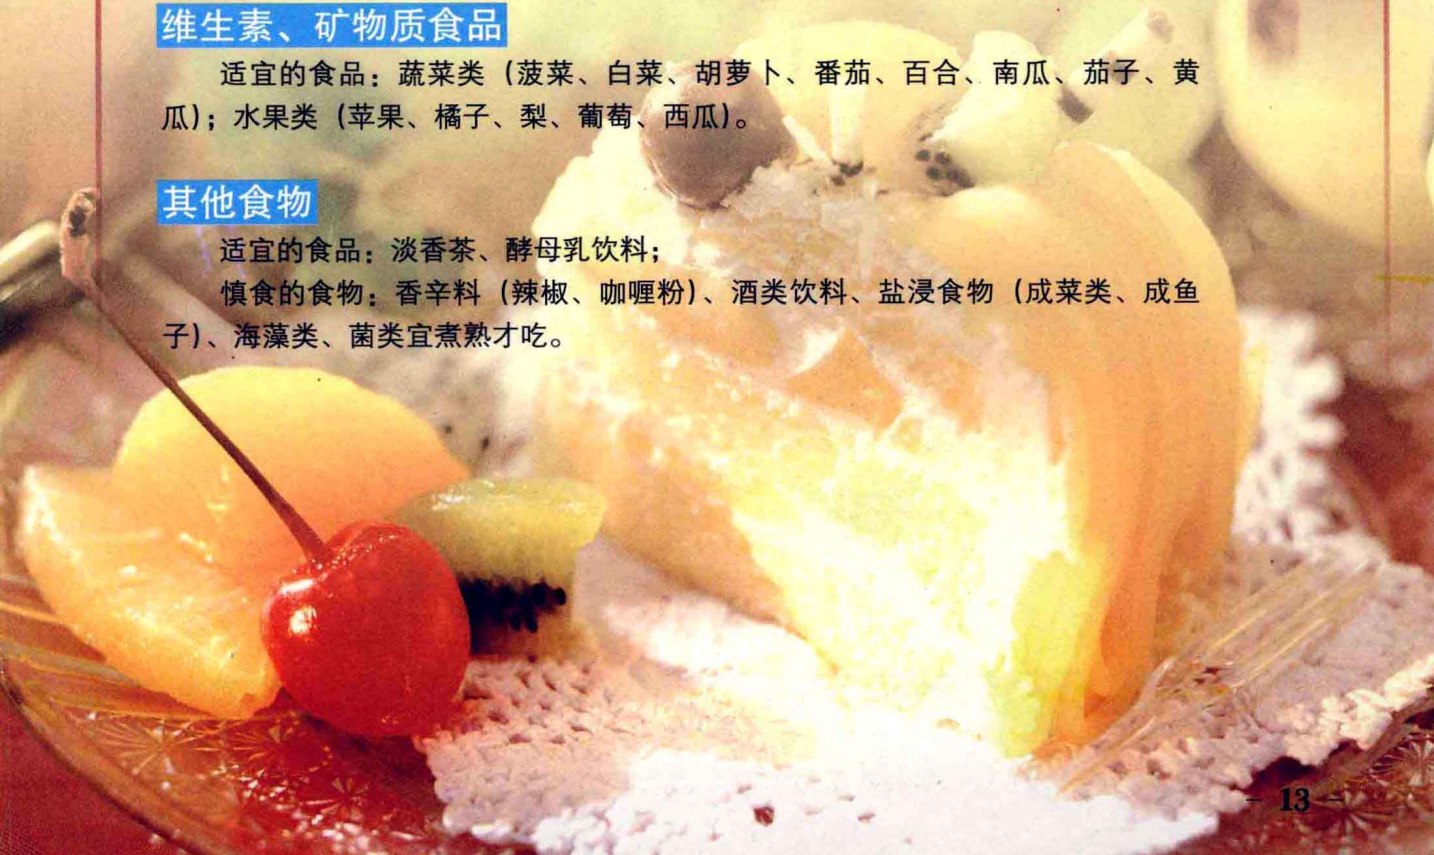 维生素、矿物质食品
适宜的食品：蔬菜类（菠菜、白菜、胡萝卜、番茄、百合、南瓜、茄子、黄
瓜）；水果类（苹果、橘子、梨、葡萄、西瓜）。
其他食物
适宜的食品：淡香茶、酵母乳饮料；
慎食的食物：香辛料（辣椒、咖喱粉）、酒类饮料、盐浸食物（成菜类、成鱼
子）、海藻类、菌类宜煮熟才吃。
- 13 -